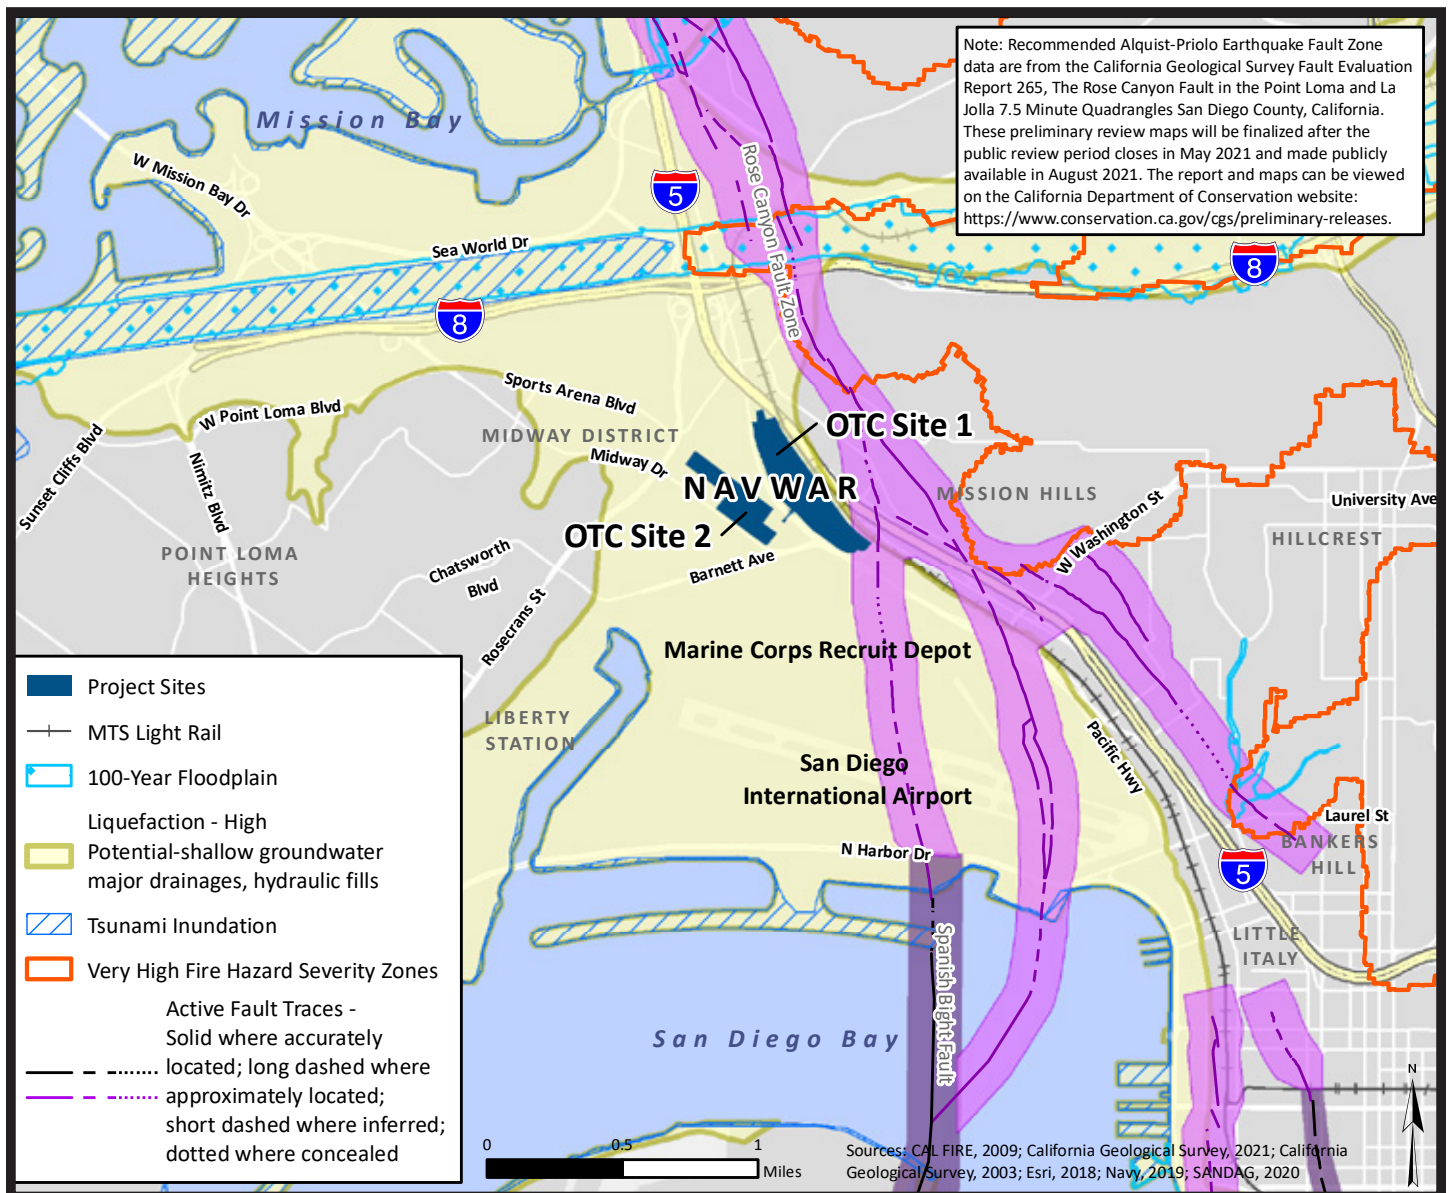 Note: Recommended Alquist-Priolo Earthquake Fault Zone
data are from the California Geological Survey Fault Evaluation
Report 265, The Rose Canyon Fault in the Point Loma and La
Jolla 7.5 Minute Quadrangles San Diego County, California.
These preliminary review maps will be finalized after the
public review period closes in May 2021 and made publicly
available in August 2021. The report and maps can be viewed
on the California Department of Conservation website:
https://www.conservation.ca.gov/cgs/preliminary-releases.
Mission Bay
W Mission Bay Dr
5
Rose Canyon Fault Zone
Sea World Dr
8
8
Sports Arena Blvd
W Point Loma Blvd
MIDWAY DISTRICT
OTC Site 1
Midway Dr
Sunset Cliffs Blvd
Nimitz Blvd
NAVWAR
MISSION HILLS
University Ave
W Washington St
OTC Site 2
HILLCREST
POINT LOMA
HEIGHTS
Chatsworth
Blvd
Barnett Ave
Rosecrans St
Marine Corps Recruit Depot
LIBERTY
STATION
Pacific Hwy
San Diego
International Airport
Laurel St
N Harbor Dr
BANKERS
HILL
5
LITTLE
ITALY
Spanish Bight Fault
San Diego Bay
Project Sites
MTS Light Rail
100-Year Floodplain
Liquefaction - High
Potential-shallow groundwater
major drainages, hydraulic fills
Tsunami Inundation
Very High Fire Hazard Severity Zones
Active Fault Traces -
Solid where accurately
located; long dashed where
approximately located;
short dashed where inferred;
dotted where concealed
0 0.5 1
Miles
N
Sources: CAL FIRE, 2009; California Geological Survey, 2021; California
Geological Survey, 2003; Esri, 2018; Navy, 2019; SANDAG, 2020